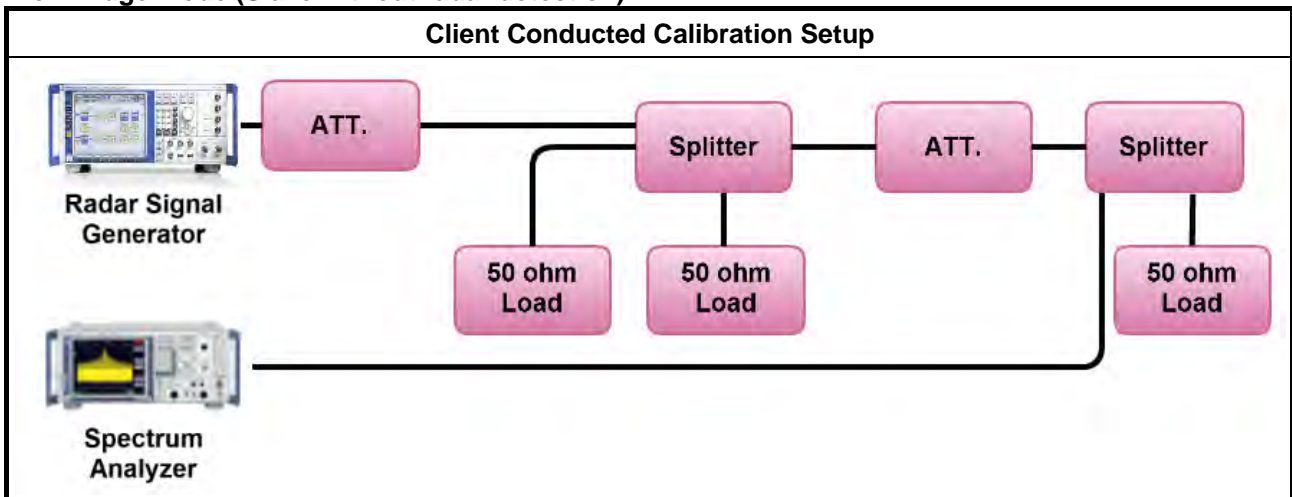 Client Conducted Calibration Setup
ATT.
Splitter
ATT.
Splitter
Radar Signal
Generator
50 ohm
Load
50 ohm
Load
50 ohm
Load
Spectrum
Analyzer